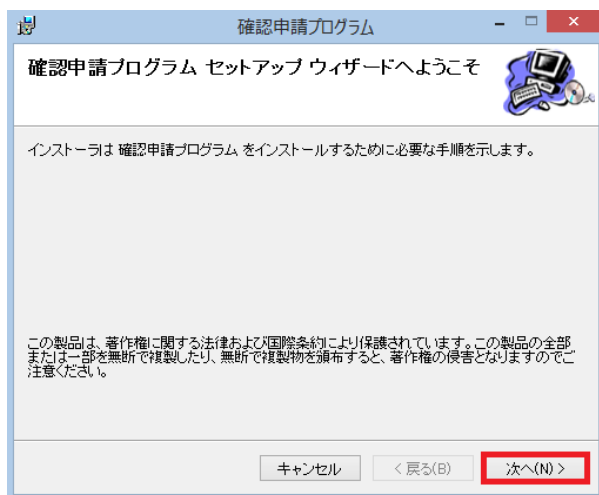 確認申請プログラム
確認申請プログラム セットアップ ウィザードへようこそ
インストーラは 確認申請プログラム をインストールするために必要な手順を示します。
この製品は、著作権に関する法律および国際条約により保護されています。この製品の全部
または一部を無断で複製したり、無断で複製物を頒布すると、著作権の侵害となりますのでご
注意ください。
キャンセル
< 戻る(B)
次へ(N) >